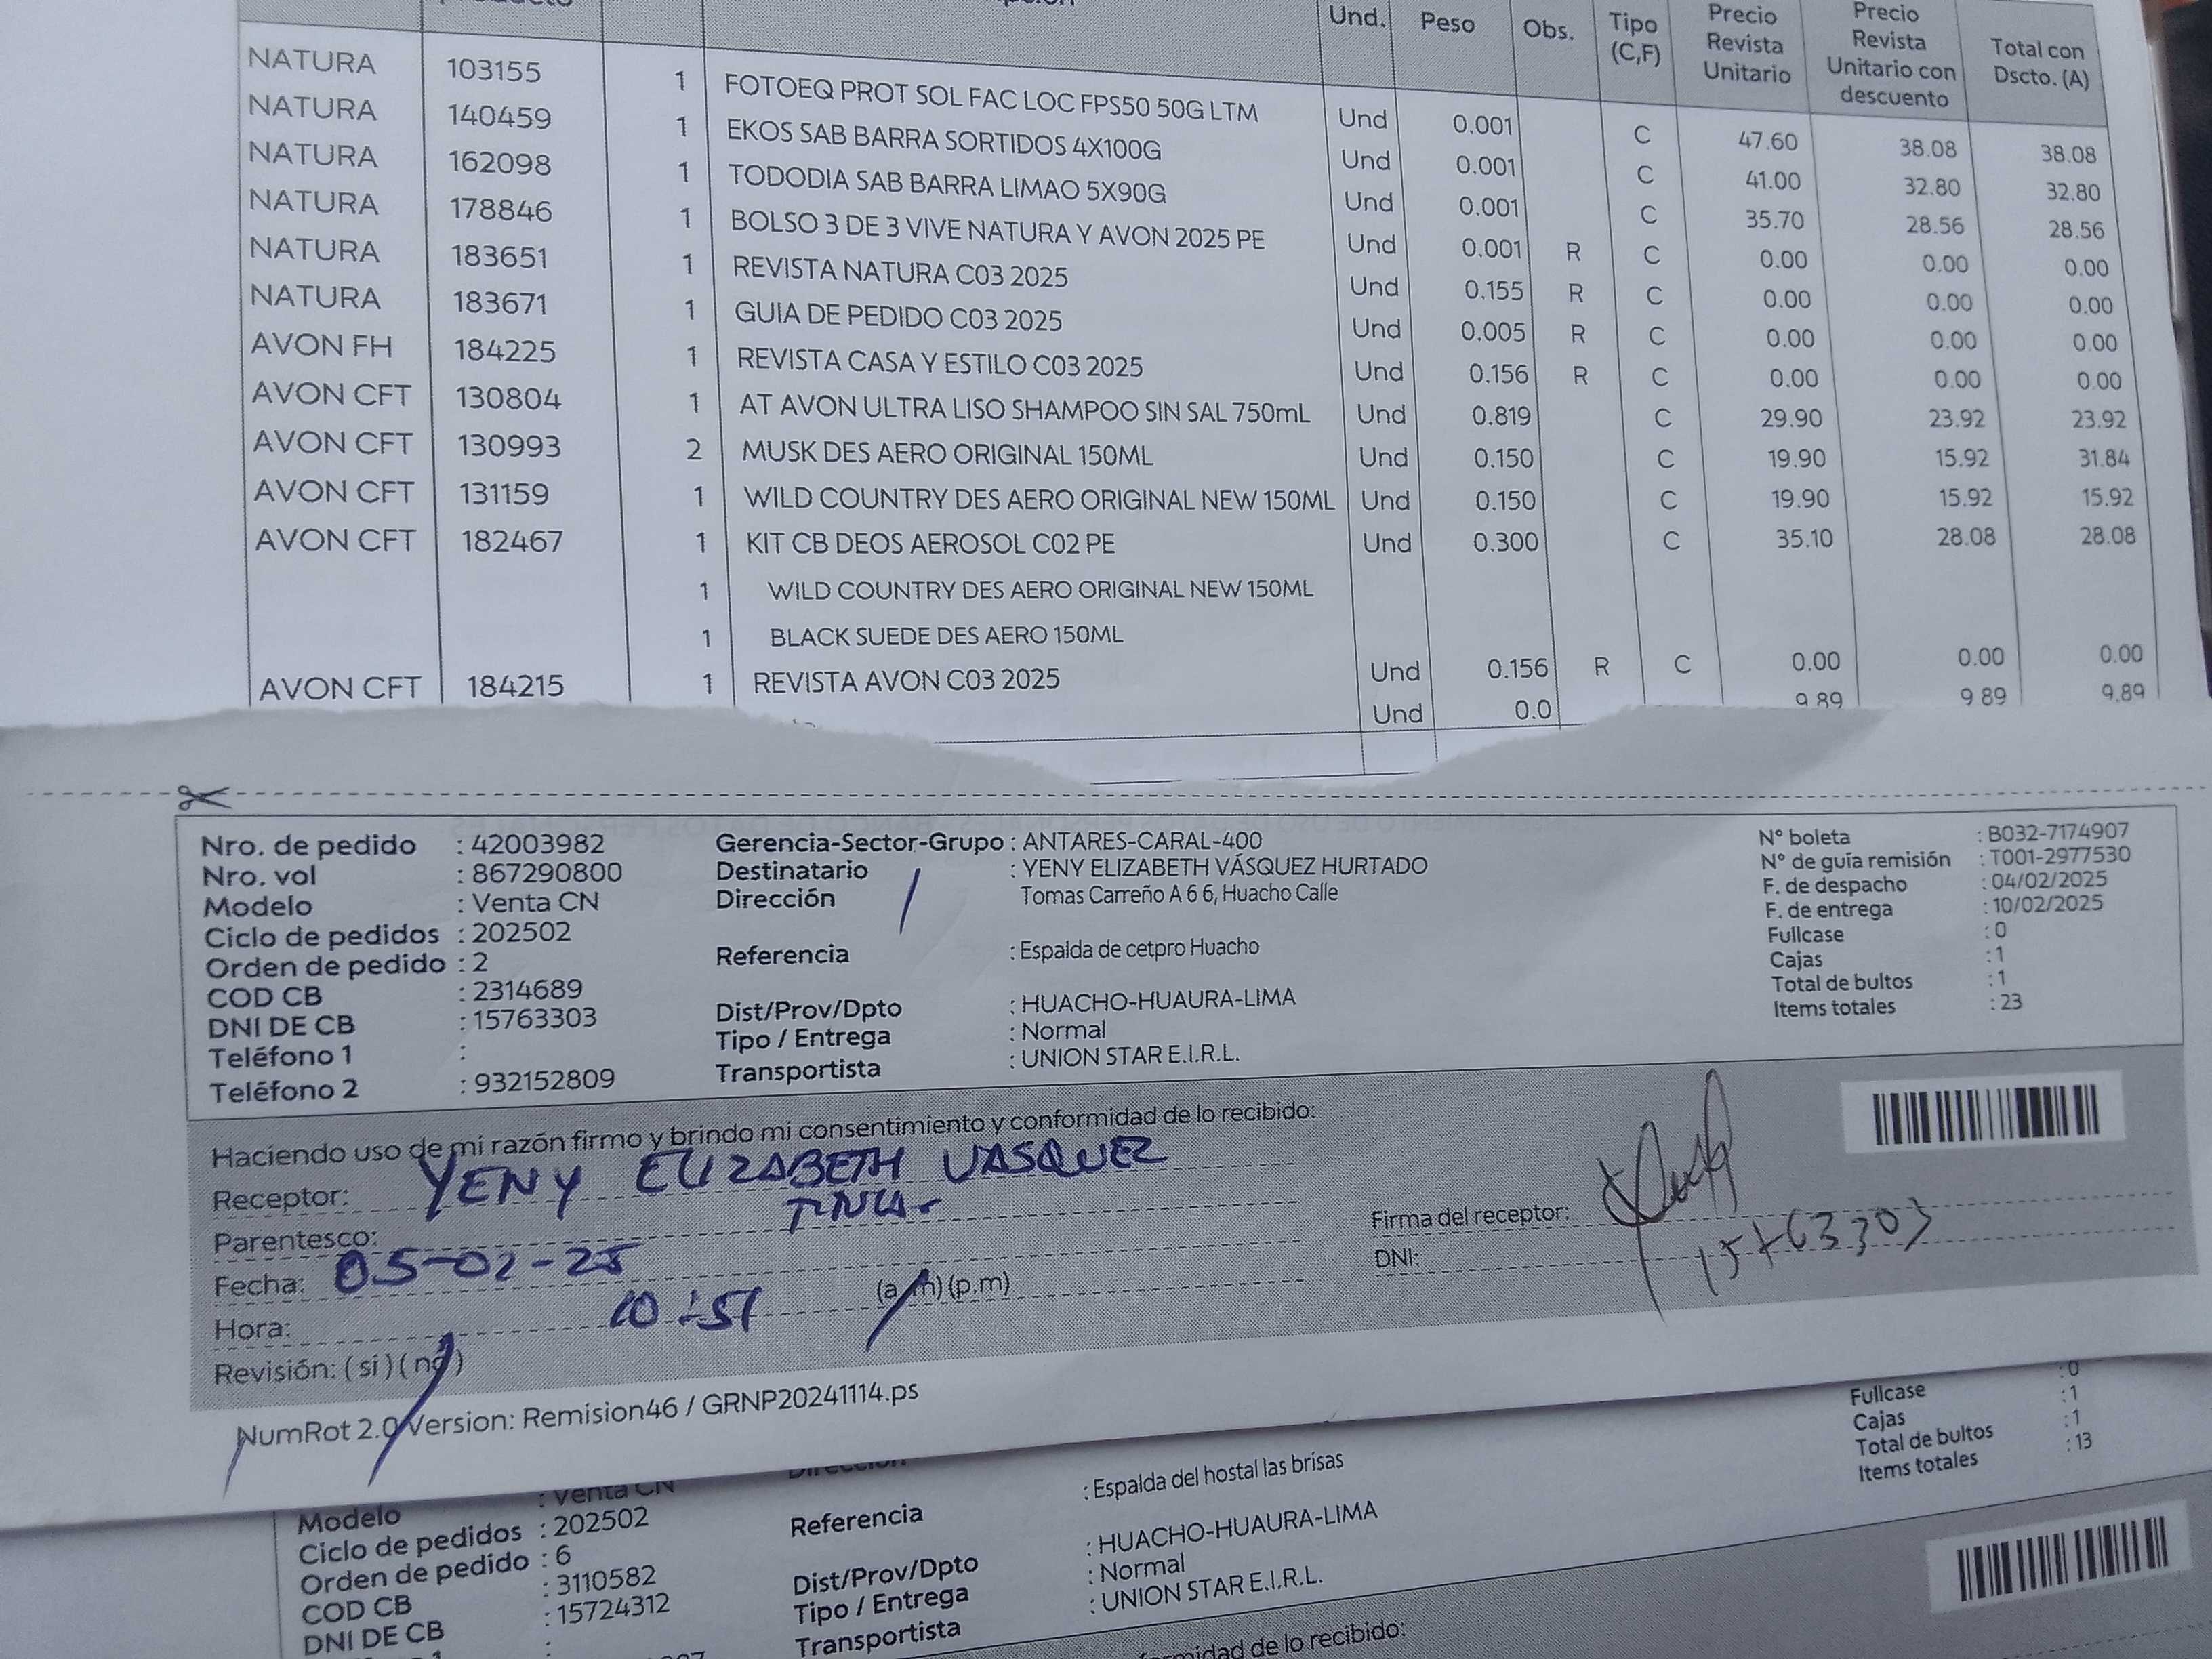 Und. Peso Obs. Tipo (C,F) Precio Revista Unitario Precio Revista Unitario con descuento Total con Dscto. (A)
NATURA 103155 1 FOTOEQ PROT SOL FAC LOC FPS50 50G LTM Und 0.001 C 47.60 38.08 38.08
NATURA 140459 1 EKOS SAB BARRA SORTIDOS 4X100G Und 0.001 C 41.00 32.80 32.80
NATURA 162098 1 TODODIA SAB BARRA LIMAO 5X90G Und 0.001 C 35.70 28.56 28.56
NATURA 178846 1 BOLSO 3 DE 3 VIVE NATURA Y AVON 2025 PE Und 0.001 R C 0.00 0.00 0.00
NATURA 183651 1 REVISTA NATURA C03 2025 Und 0.155 R C 0.00 0.00 0.00
NATURA 183671 1 GUIA DE PEDIDO C03 2025 Und 0.005 R C 0.00 0.00 0.00
AVON FH 184225 1 REVISTA CASA Y ESTILO C03 2025 Und 0.156 R C 0.00 0.00 0.00
AVON CFT 130804 1 AT AVON ULTRA LISO SHAMPOO SIN SAL 750mL Und 0.819 C 29.90 23.92 23.92
AVON CFT 130993 2 MUSK DES AERO ORIGINAL 150ML Und 0.150 C 19.90 15.92 31.84
AVON CFT 131159 1 WILD COUNTRY DES AERO ORIGINAL NEW 150ML Und 0.150 C 19.90 15.92 15.92
AVON CFT 182467 1 KIT CB DEOS AEROSOL C02 PE Und 0.300 C 35.10 28.08 28.08
1 WILD COUNTRY DES AERO ORIGINAL NEW 150ML
1 BLACK SUEDE DES AERO 150ML
AVON CFT 184215 1 REVISTA AVON C03 2025 Und 0.156 R C 0.00 0.00 0.00
Und 0.0 9.89 9.89 9.89
Nro. de pedido : 42003982 Gerencia-Sector-Grupo : ANTARES-CARAL-400 N° boleta : B032-7174907
Nro. vol : 867290800 Destinatario : YENY ELIZABETH VÁSQUEZ HURTADO N° de guía remisión : T001-2977530
Modelo : Venta CN Dirección Tomas Carreño A 6 6, Huacho Calle F. de despacho : 04/02/2025
Ciclo de pedidos : 202502 F. de entrega : 10/02/2025
Orden de pedido : 2 Referencia : Espalda de cetpro Huacho Fullcase : 0
COD CB : 2314689 Cajas : 1
DNI DE CB : 15763303 Dist/Prov/Dpto : HUACHO-HUAURA-LIMA Total de bultos : 1
Teléfono 1 : Tipo / Entrega : Normal Items totales : 23
Teléfono 2 : 932152809 Transportista : UNION STAR E.I.R.L.
Haciendo uso de mi razón firmo y brindo mi consentimiento y conformidad de lo recibido:
Receptor: YENY ELIZABETH VASQUEZ
Parentesco: Firma del receptor:
Fecha: 05-02-25 DNI: 15763303
Hora: 10:51 (a.m) (p.m)
Revisión: (si) (no)
NumRot 2.0 Version: Remision46 / GRNP20241114.ps
: 0
Fullcase : 1
Cajas : 1
Total de bultos : 13
Items totales
Modelo : Venta CN Dirección
Ciclo de pedidos : 202502 Referencia : Espalda del hostal las brisas
Orden de pedido : 6
COD CB : 3110582 Dist/Prov/Dpto : HUACHO-HUAURA-LIMA
DNI DE CB : 15724312 Tipo / Entrega : Normal
: Transportista : UNION STAR E.I.R.L.
de lo recibido: